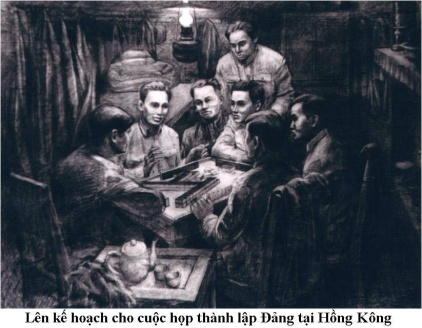 Lên kế hoạch cho cuộc họp thành lập Đảng tại Hồng Kông